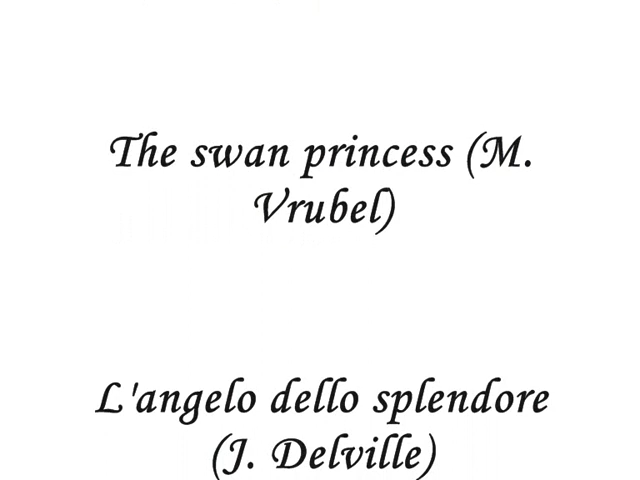 The swan princess (M.
Vrubel)
L'angelo dello splendore
(J. Delville)